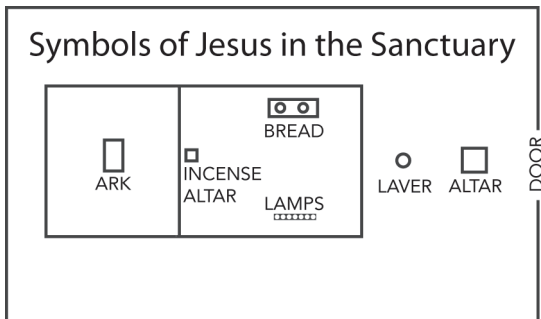 Symbols of Jesus in the Sanctuary
BREAD
ARK
INCENSE
ALTAR
LAMPS
LAVER
ALTAR
DOOR